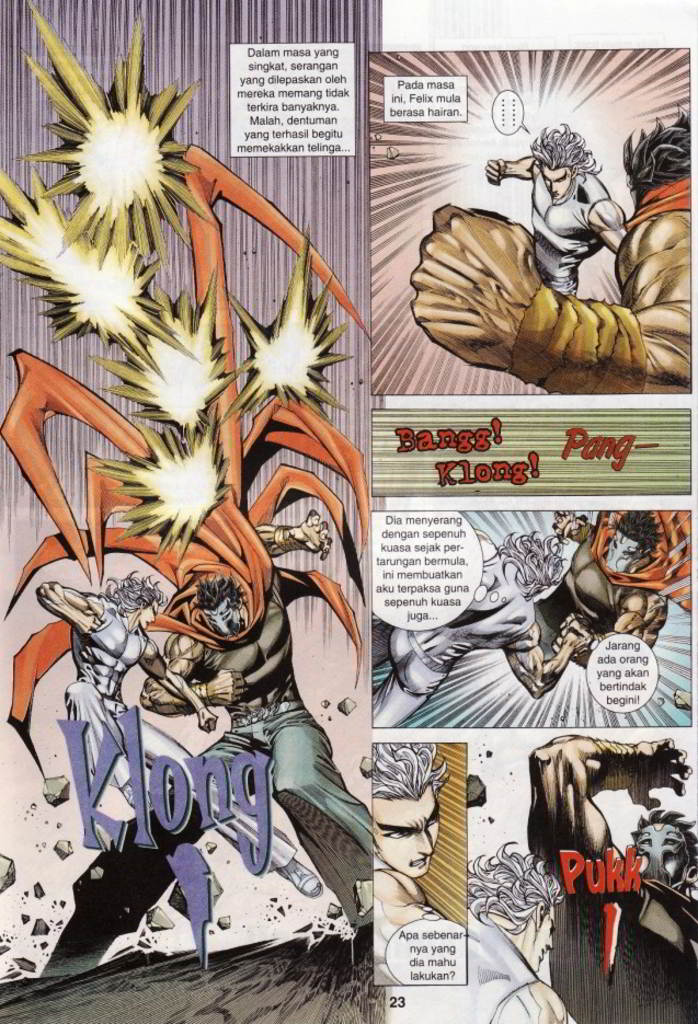 Dalam masa yang
singkat, serangan
yang dilepaskan oleh
mereka memang tidak
terkira banyaknya.
Malah, dentuman
yang terhasil begitu
memekakkan telinga...
Pada masa
ini, Felix mula
berasa hairan.
Bangg!
Klong!
Pang—
Dia menyerang
dengan sepenuh
kuasa sejak per-
tarungan bermula,
ini membuatkan
aku terpaksa guna
sepenuh kuasa
juga...
Jarang
ada orang
yang akan
bertindak
begini!
Klong!
Apa sebenar-
nya yang
dia mahu
lakukan?
Pukk!
23